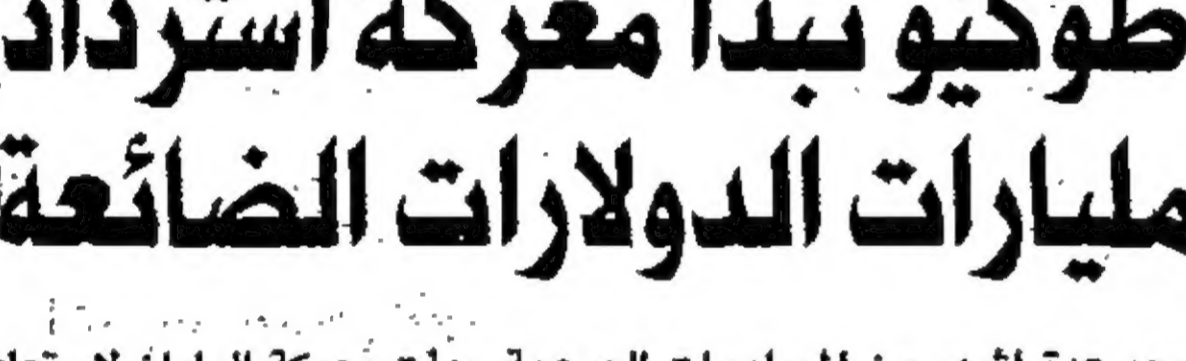 طوكيو تبدأ معركة استرداد
مليارات الدولارات الضائعة